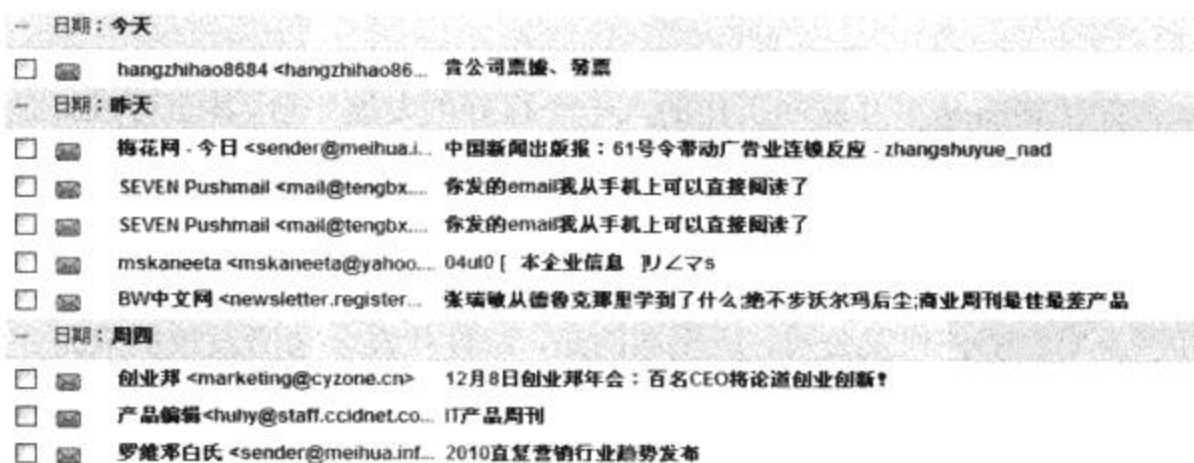 – 日期：今天
hangzhihao8684 <hangzhihao86... 贵公司票㨿、發票
– 日期：昨天
梅花网 - 今日 <sender@meihua.i... 中国新闻出版报：61号令带动广告业连锁反应 - zhangshuyue_nad
SEVEN Pushmail <mail@tengbx.... 你发的email我从手机上可以直接阅读了
SEVEN Pushmail <mail@tengbx.... 你发的email我从手机上可以直接阅读了
mskaneeta <mskaneeta@yahoo.... 04ut0 [ 本企业信息
BW中文网 <newsletter.register... 张瑞敏从德鲁克那里学到了什么;绝不步沃尔玛后尘;商业周刊最佳最差产品
– 日期：周四
创业邦 <marketing@cyzone.cn> 12月8日创业邦年会：百名CEO将论道创业创新!
产品编辑<huhy@staff.ccidnet.co... IT产品周刊
罗维邓白氏 <sender@meihua.inf... 2010直复营销行业趋势发布